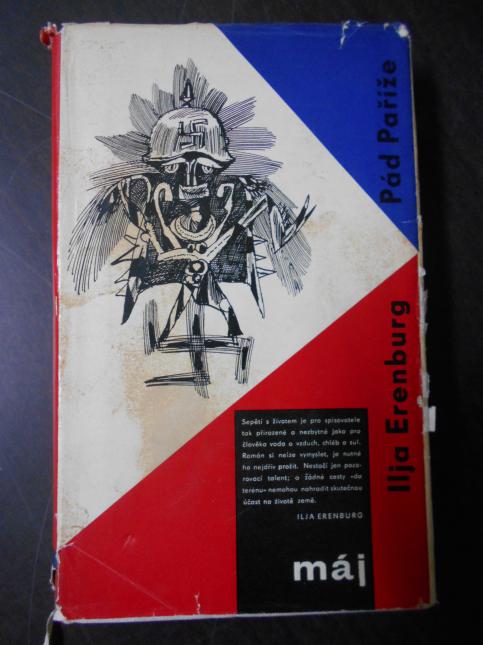 Pád Paříže
Ilja Erenburg
Sepětí s životem je pro spisovatele
tak přirozené a nezbytné jako pro
člověka voda a vzduch, chléb a sul.
Román si nelze vymyslet, je nutné
ho nejdřív prožít. Nestačí jen pozo-
rovací talent; a žádné cesty «do
terénu» nemohou nahradit skutečnou
účast na životě země.
ILJA ERENBURG
máj